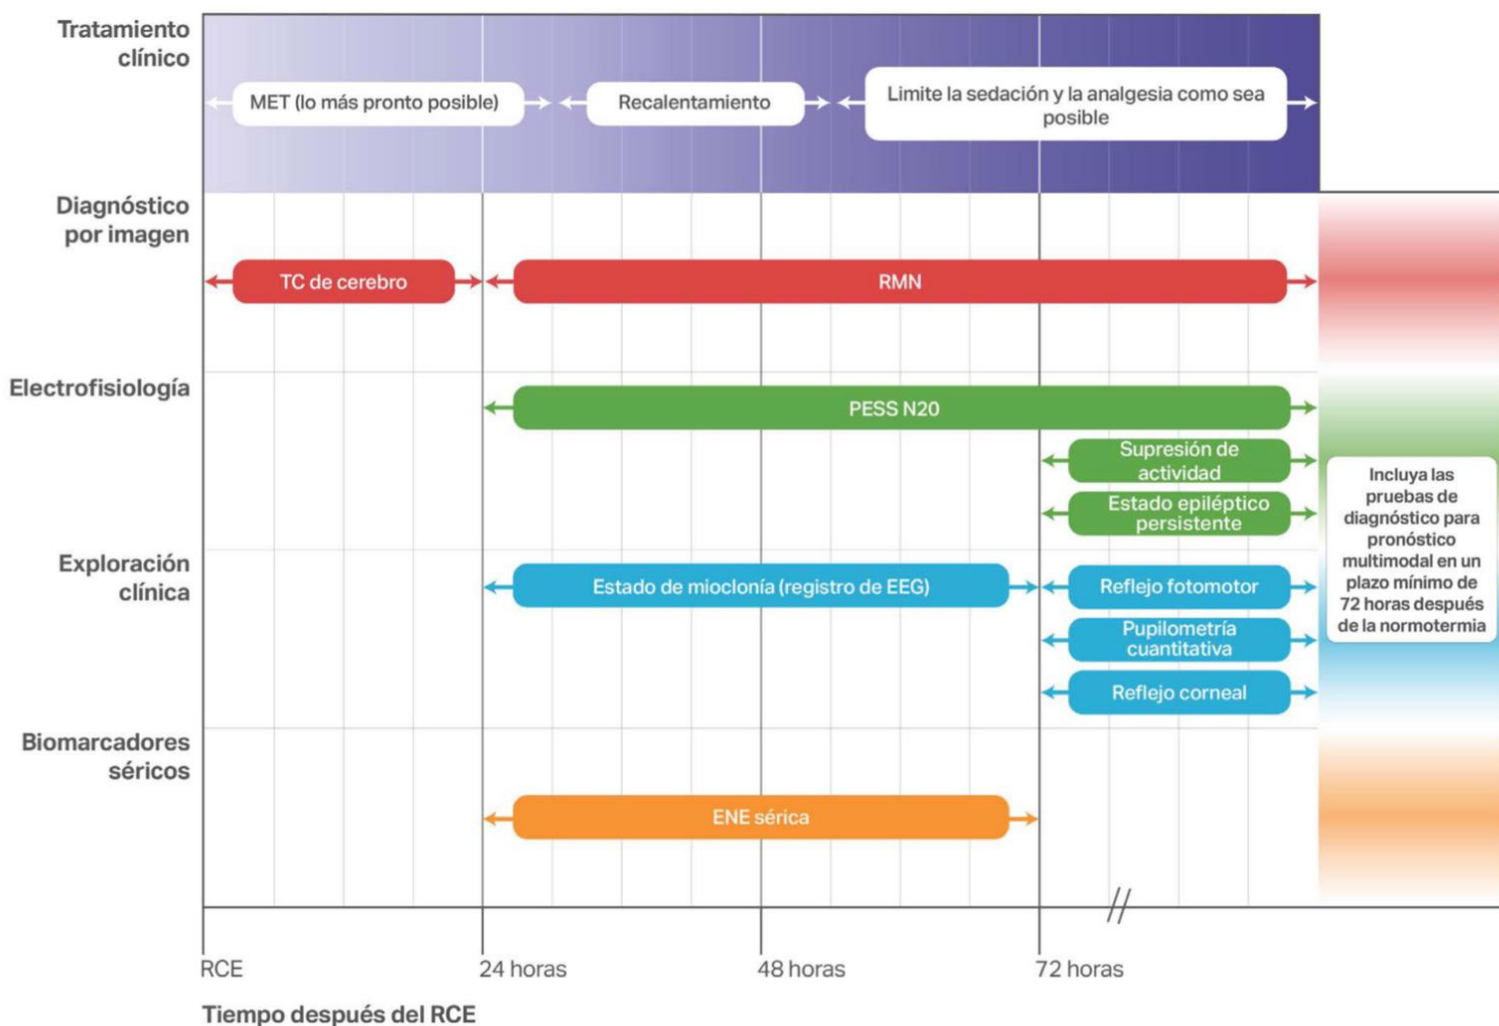 Tratamiento
clínico
MET (lo más pronto posible)
Recalentamiento
Limite la sedación y la analgesia como sea
posible
Diagnóstico
por imagen
TC de cerebro
RMN
Electrofisiología
PESS N20
Supresión de
actividad
Estado epiléptico
persistente
Exploración
clínica
Estado de mioclonía (registro de EEG)
Reflejo fotomotor
Pupilometría
cuantitativa
Reflejo corneal
Incluya las
pruebas de
diagnóstico para
pronóstico
multimodal en un
plazo mínimo de
72 horas después
de la normotermia
Biomarcadores
séricos
ENE sérica
RCE
24 horas
48 horas
72 horas
Tiempo después del RCE